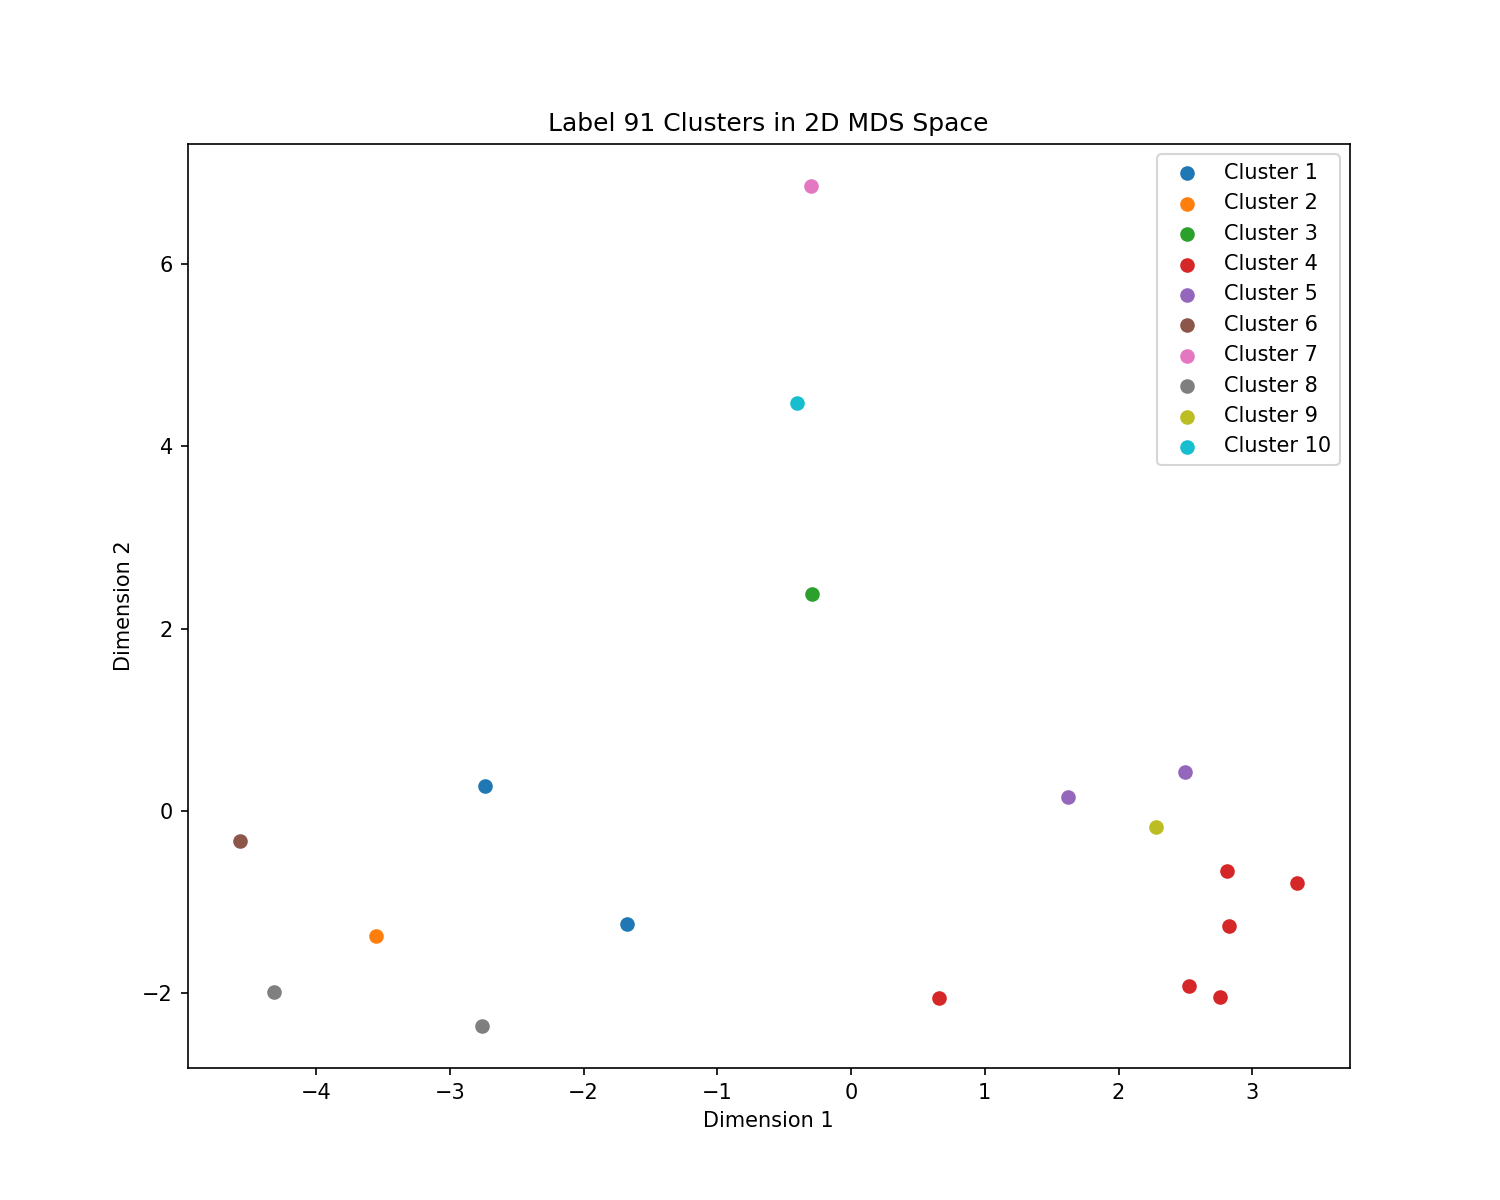 Label 91 Clusters in 2D MDS Space
Cluster 1
Cluster 2
Cluster 3
Cluster 4
Cluster 5
Cluster 6
Cluster 7
Cluster 8
Cluster 9
Cluster 10
6
4
2
0
−2
Dimension 2
−4 −3 −2 −1 0 1 2 3
Dimension 1